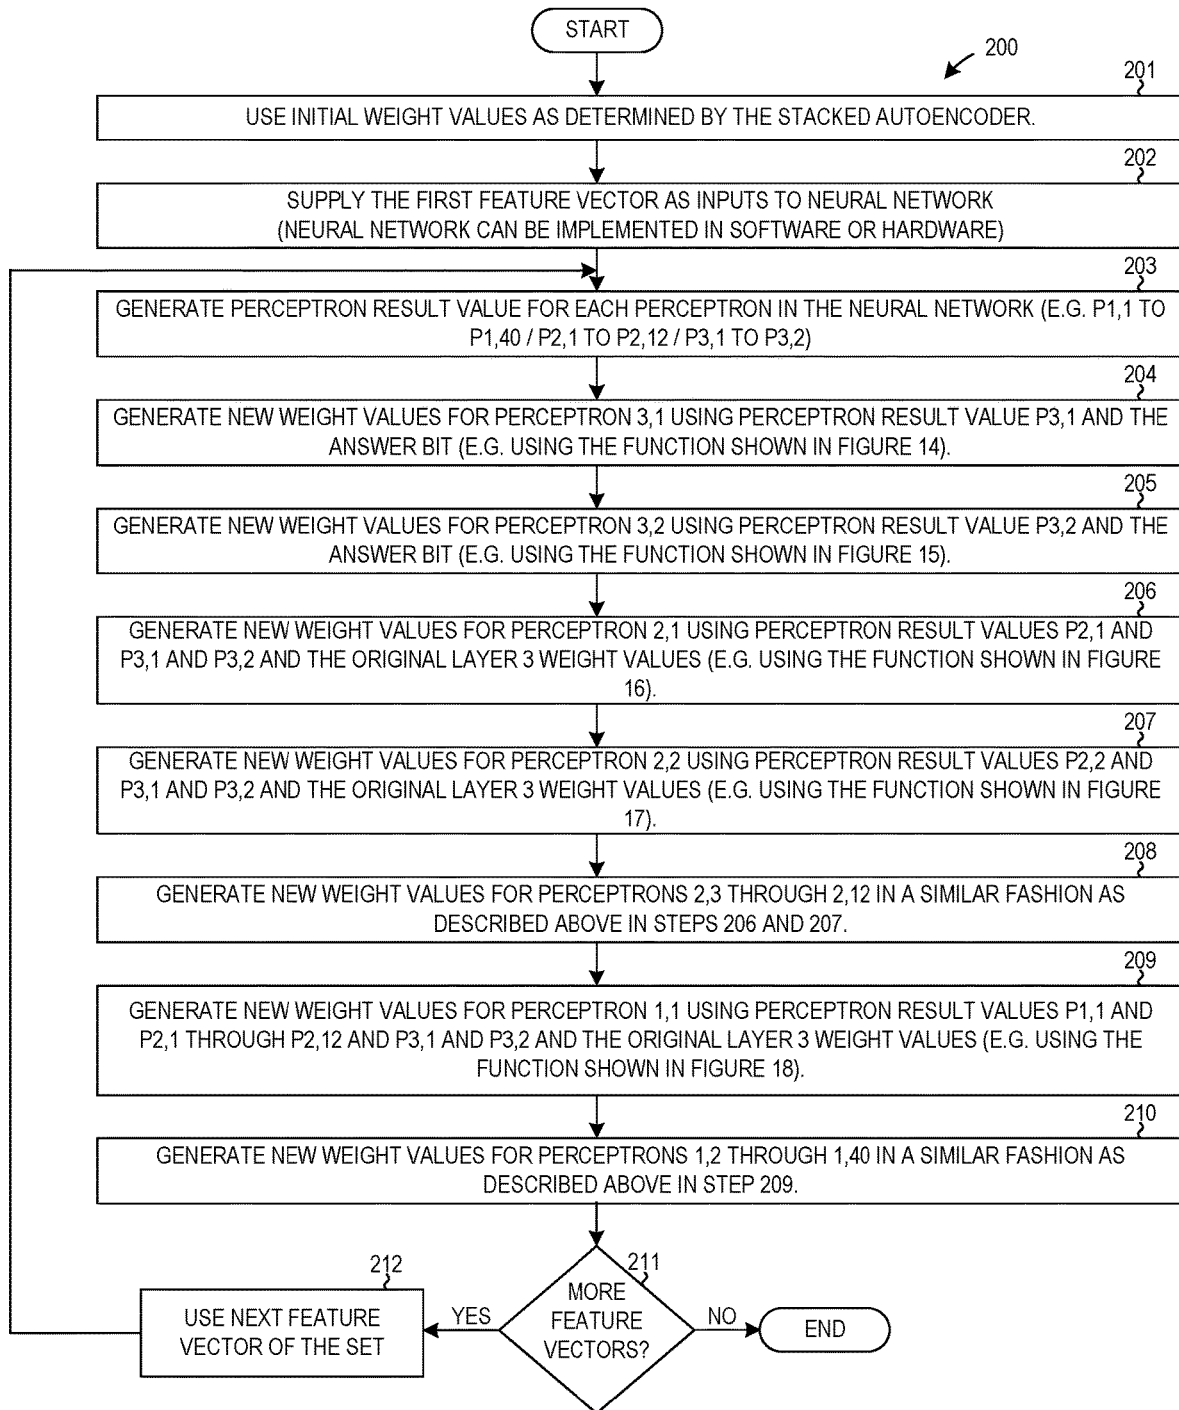 START
200
201
USE INITIAL WEIGHT VALUES AS DETERMINED BY THE STACKED AUTOENCODER.
202
SUPPLY THE FIRST FEATURE VECTOR AS INPUTS TO NEURAL NETWORK
(NEURAL NETWORK CAN BE IMPLEMENTED IN SOFTWARE OR HARDWARE)
203
GENERATE PERCEPTRON RESULT VALUE FOR EACH PERCEPTRON IN THE NEURAL NETWORK (E.G. P1,1 TO
P1,40 / P2,1 TO P2,12 / P3,1 TO P3,2)
204
GENERATE NEW WEIGHT VALUES FOR PERCEPTRON 3,1 USING PERCEPTRON RESULT VALUE P3,1 AND THE
ANSWER BIT (E.G. USING THE FUNCTION SHOWN IN FIGURE 14).
205
GENERATE NEW WEIGHT VALUES FOR PERCEPTRON 3,2 USING PERCEPTRON RESULT VALUE P3,2 AND THE
ANSWER BIT (E.G. USING THE FUNCTION SHOWN IN FIGURE 15).
206
GENERATE NEW WEIGHT VALUES FOR PERCEPTRON 2,1 USING PERCEPTRON RESULT VALUES P2,1 AND
P3,1 AND P3,2 AND THE ORIGINAL LAYER 3 WEIGHT VALUES (E.G. USING THE FUNCTION SHOWN IN FIGURE
16).
207
GENERATE NEW WEIGHT VALUES FOR PERCEPTRON 2,2 USING PERCEPTRON RESULT VALUES P2,2 AND
P3,1 AND P3,2 AND THE ORIGINAL LAYER 3 WEIGHT VALUES (E.G. USING THE FUNCTION SHOWN IN FIGURE
17).
208
GENERATE NEW WEIGHT VALUES FOR PERCEPTRONS 2,3 THROUGH 2,12 IN A SIMILAR FASHION AS
DESCRIBED ABOVE IN STEPS 206 AND 207.
209
GENERATE NEW WEIGHT VALUES FOR PERCEPTRON 1,1 USING PERCEPTRON RESULT VALUES P1,1 AND
P2,1 THROUGH P2,12 AND P3,1 AND P3,2 AND THE ORIGINAL LAYER 3 WEIGHT VALUES (E.G. USING THE
FUNCTION SHOWN IN FIGURE 18).
210
GENERATE NEW WEIGHT VALUES FOR PERCEPTRONS 1,2 THROUGH 1,40 IN A SIMILAR FASHION AS
DESCRIBED ABOVE IN STEP 209.
211
MORE
FEATURE
VECTORS?
YES
NO
212
USE NEXT FEATURE
VECTOR OF THE SET
END